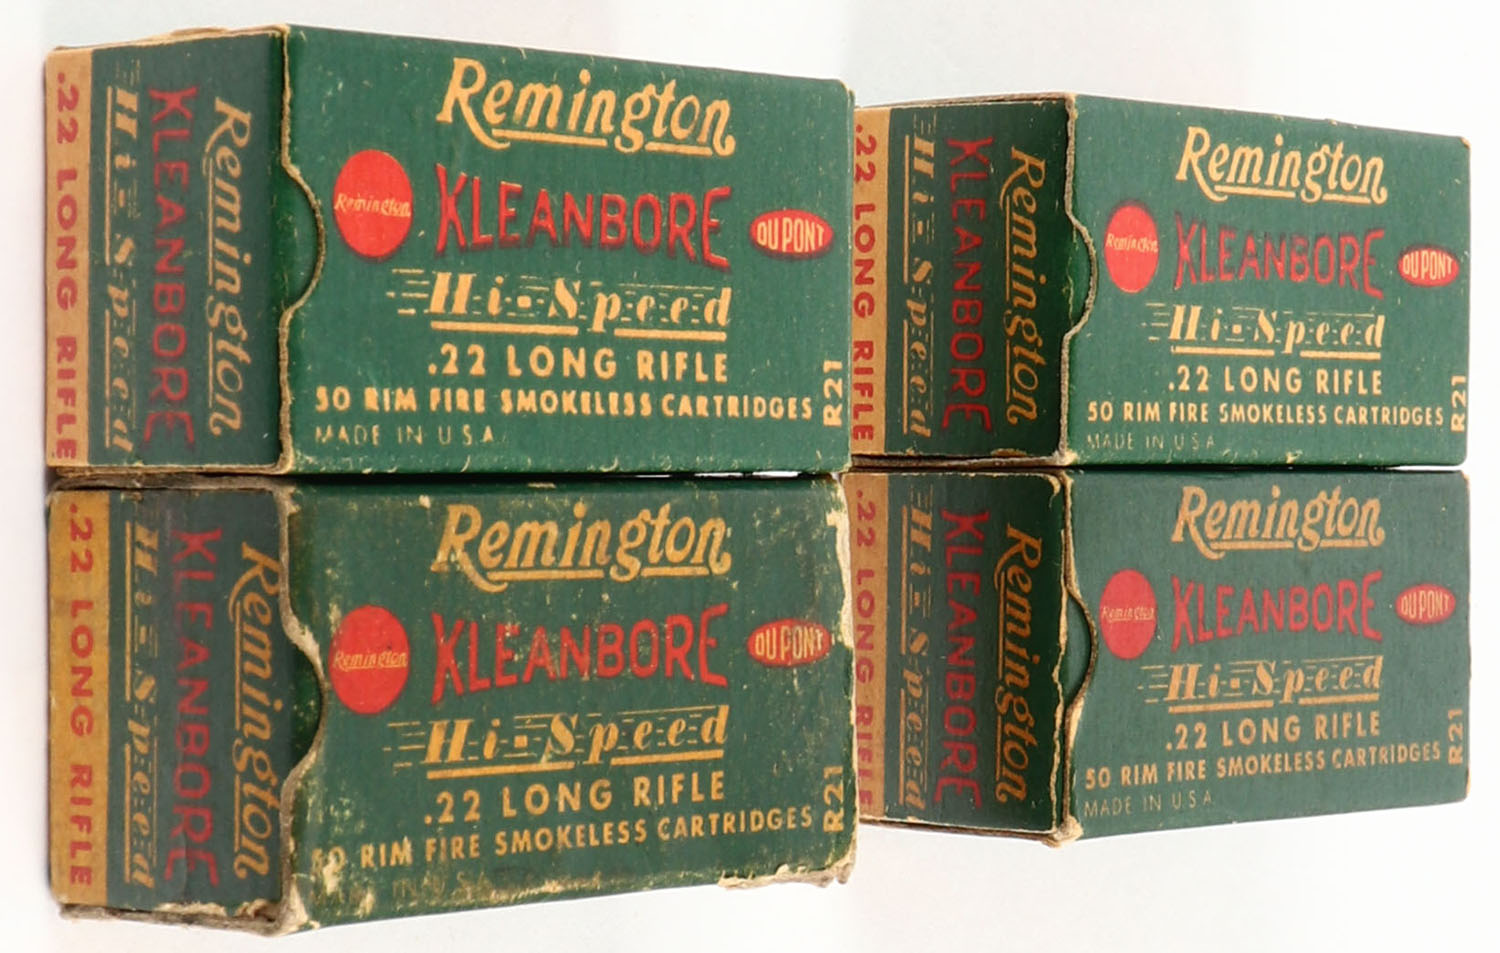 .22 LONG RIFLE
Hi-Speed
KLEANBORE
Remington
Remington
Remington
KLEANBORE
DU PONT
Hi-Speed
.22 LONG RIFLE
50 RIM FIRE SMOKELESS CARTRIDGES
R21
MADE IN U.S.A.
.22 LONG RIFLE
Hi-Speed
KLEANBORE
Remington
Remington
Remington
KLEANBORE
DU PONT
Hi-Speed
.22 LONG RIFLE
50 RIM FIRE SMOKELESS CARTRIDGES
R21
MADE IN U.S.A.
.22 LONG RIFLE
Hi-Speed
KLEANBORE
Remington
Remington
Remington
KLEANBORE
DU PONT
Hi-Speed
.22 LONG RIFLE
50 RIM FIRE SMOKELESS CARTRIDGES
R21
IN U.S.A.
.22 LONG RIFLE
Hi-Speed
KLEANBORE
Remington
Remington
Remington
KLEANBORE
DU PONT
Hi-Speed
.22 LONG RIFLE
50 RIM FIRE SMOKELESS CARTRIDGES
R21
MADE IN U.S.A.